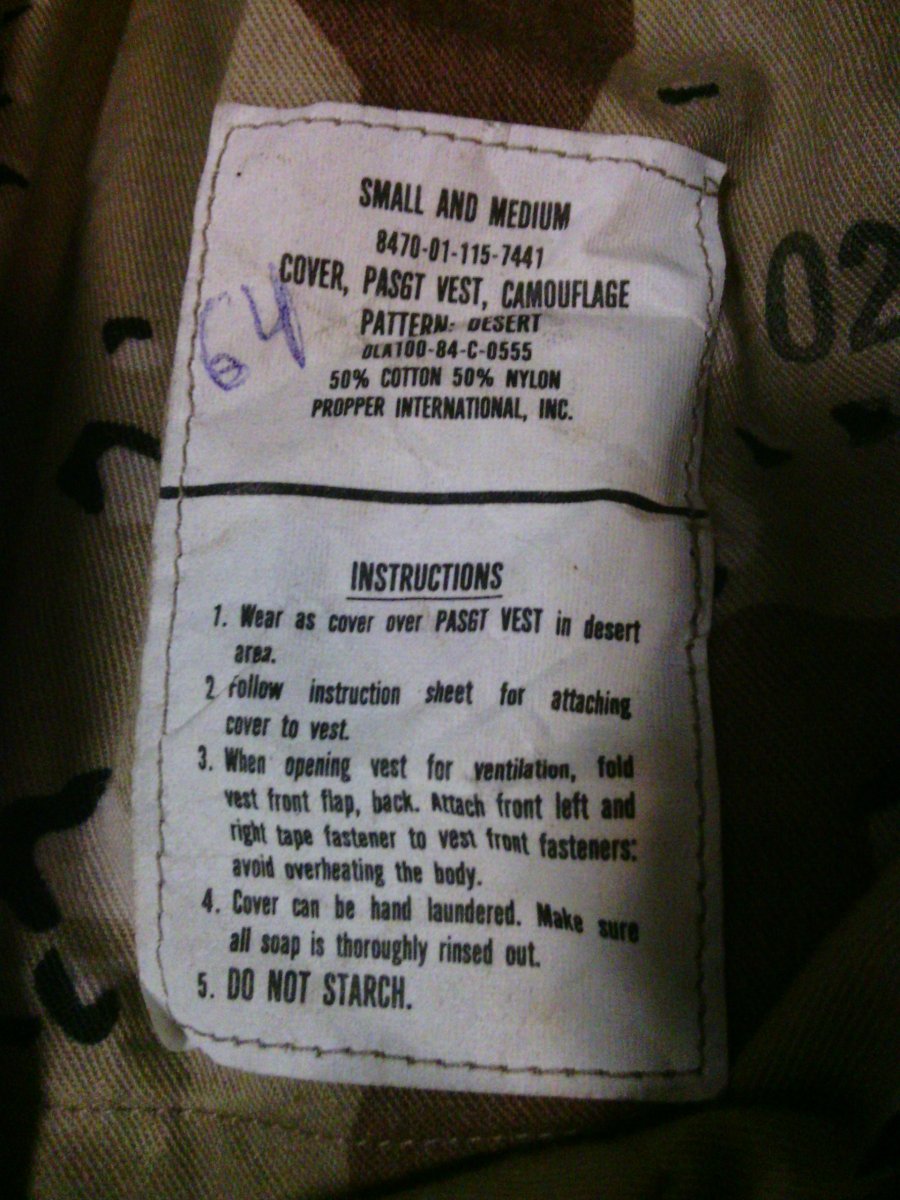 SMALL AND MEDIUM
8470-01-115-7441
COVER, PASGT VEST, CAMOUFLAGE
PATTERN: DESERT
DLA100-84-C-0555
50% COTTON 50% NYLON
PROPPER INTERNATIONAL, INC.
64
02
INSTRUCTIONS
1. Wear as cover over PASGT VEST in desert
area.
2 Follow instruction sheet for attaching
cover to vest.
3. When opening vest for ventilation, fold
vest front flap, back. Attach front left and
right tape fastener to vest front fasteners:
avoid overheating the body.
4. Cover can be hand laundered. Make sure
all soap is thoroughly rinsed out.
5. DO NOT STARCH.